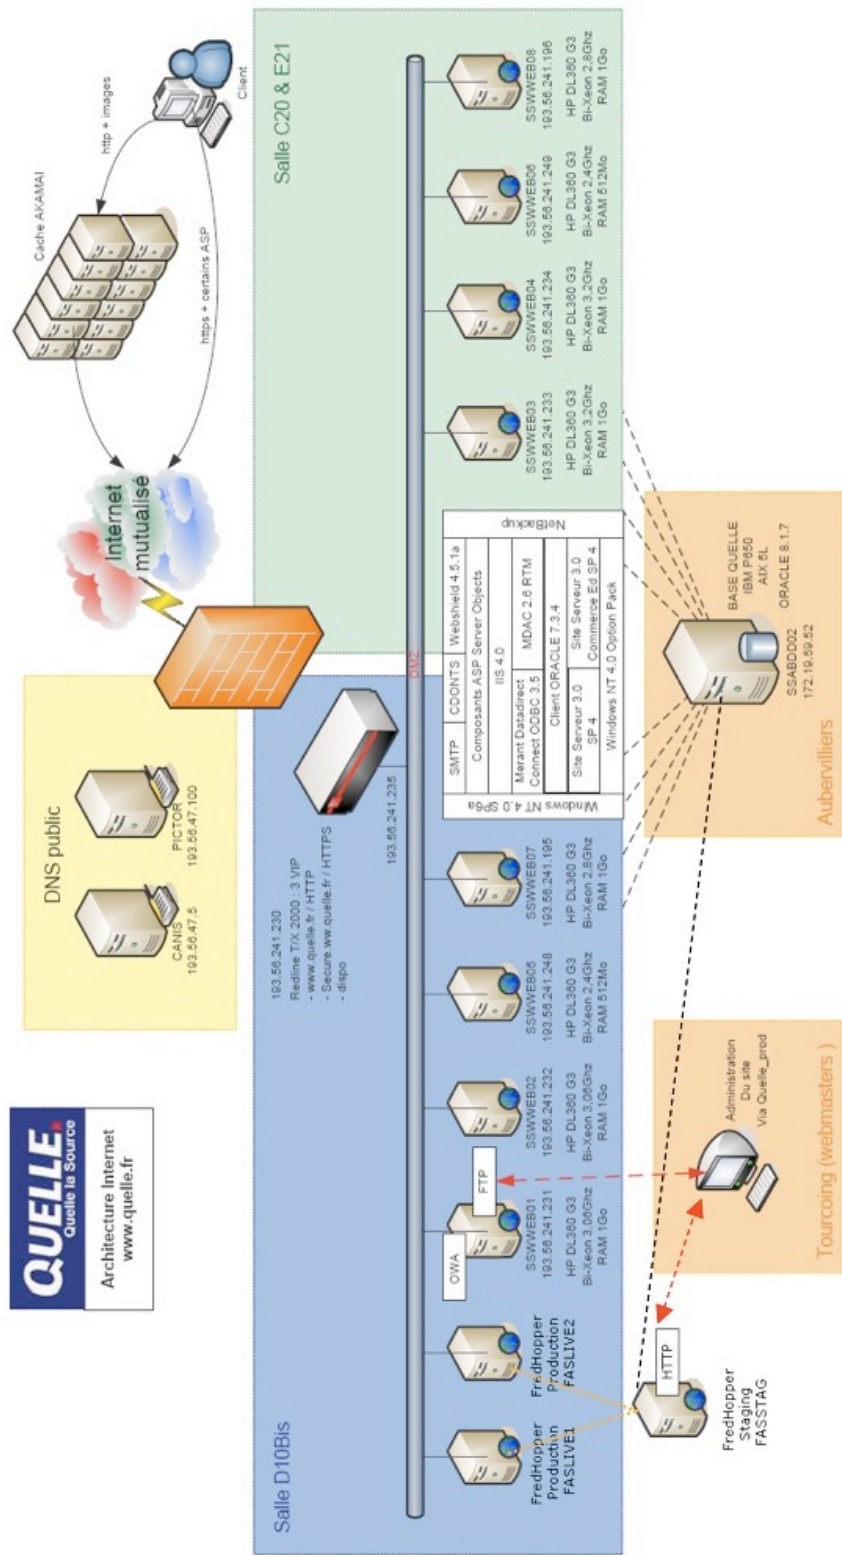 QUELLE
Quelle la Source
Architecture Internet
www.quelle.fr
DNS public
CANIS
193.56.47.5
PICTOR
193.56.47.100
Internet
mutualisé
Cache AKAMAI
http + images
https + certains ASP
Client
Salle D10Bis
Salle C20 & E21
193.56.241.230
Redline T/X 2000 : 3 VIP
- www.quelle.fr / HTTP
- Secure.ww.quelle.fr / HTTPS
- dispo
193.56.241.235
DMZ
FredHopper
Production
FASLIVE1
FredHopper
Production
FASLIVE2
OWA
FTP
SSWWEB01
193.56.241.231
HP DL360 G3
Bi-Xeon 3.06Ghz
RAM 1Go
SSWWEB02
193.56.241.232
HP DL360 G3
Bi-Xeon 3.06Ghz
RAM 1Go
SSWWEB05
193.56.241.248
HP DL360 G3
Bi-Xeon 2.4Ghz
RAM 512Mo
SSWWEB07
193.56.241.195
HP DL360 G3
Bi-Xeon 2.8Ghz
RAM 1Go
Windows NT 4.0 SP6a
SMTP
CDONTS
Webshield 4.5.1a
Composants ASP Server Objects
IIS 4.0
Merant Datadirect
Connect ODBC 3.5
MDAC 2.6 RTM
Client ORACLE 7.3.4
Site Serveur 3.0
SP 4
Site Serveur 3.0
Commerce Ed SP 4
Windows NT 4.0 Option Pack
NetBackup
SSWWEB03
193.56.241.233
HP DL360 G3
Bi-Xeon 3.2Ghz
RAM 1Go
SSWWEB04
193.56.241.234
HP DL360 G3
Bi-Xeon 3.2Ghz
RAM 1Go
SSWWEB06
193.56.241.249
HP DL360 G3
Bi-Xeon 2.4Ghz
RAM 512Mo
SSWWEB08
193.56.241.196
HP DL360 G3
Bi-Xeon 2.8Ghz
RAM 1Go
HTTP
FredHopper
Staging
FASSTAG
Administration
Du site
Via Quelle_prod
Tourcoing (webmasters )
BASE QUELLE
IBM P650
AIX 5L
ORACLE 8.1.7
SSABDD02
172.19.59.52
Aubervilliers